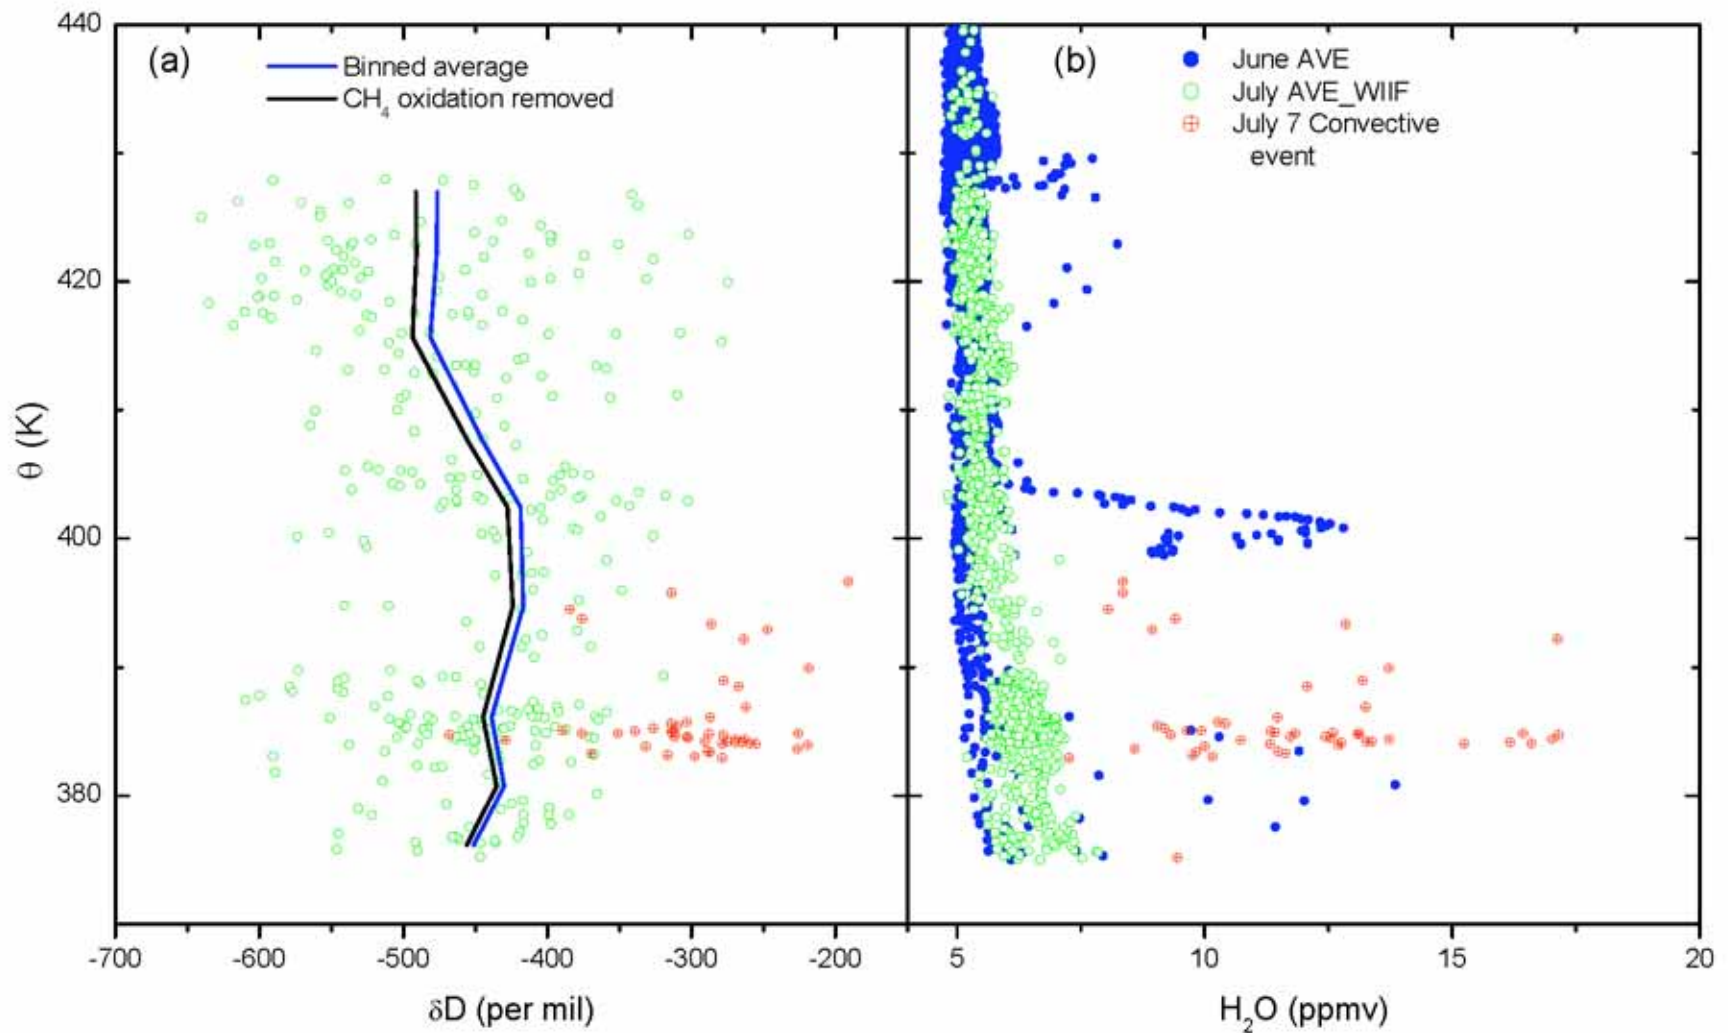 440
420
400
380
θ (K)
(a)
Binned average
CH4 oxidation removed
-700 -600 -500 -400 -300 -200
δD (per mil)
(b)
June AVE
July AVE_WIIF
July 7 Convective
event
5 10 15 20
H2O (ppmv)